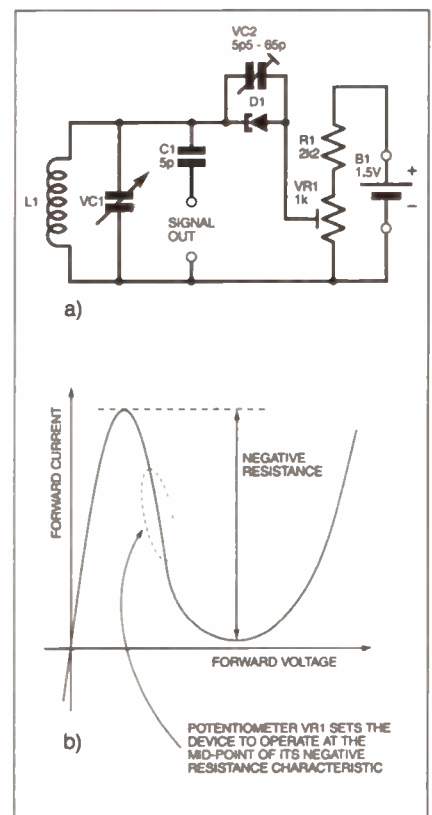 VC2
5p5 - 65p
D1
C1
5p
R1
2k2
B1
1.5V
+
L1
VC1
VR1
1k
–
SIGNAL
OUT
a)
FORWARD CURRENT
NEGATIVE
RESISTANCE
FORWARD VOLTAGE
b)
POTENTIOMETER VR1 SETS THE
DEVICE TO OPERATE AT THE
MID-POINT OF ITS NEGATIVE
RESISTANCE CHARACTERISTIC